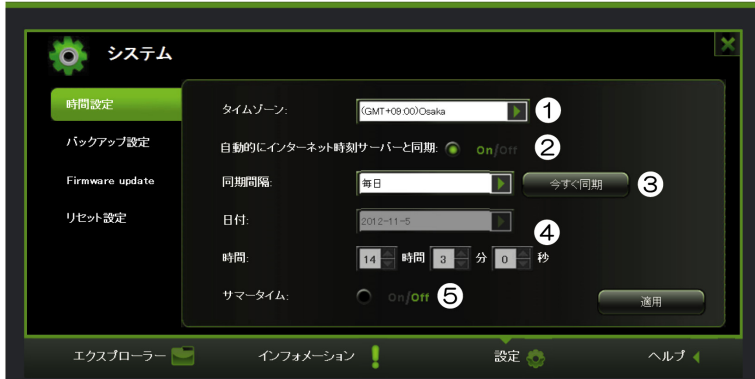 システム
時間設定
バックアップ設定
Firmware update
リセット設定
タイムゾーン: (GMT+09:00)Osaka ①
自動的にインターネット時刻サーバーと同期: On/Off ②
同期間隔: 毎日 今すぐ同期 ③
日付: 2012-11-5
④
時間: 14 時間 3 分 0 秒
サマータイム: On/Off ⑤
適用
エクスプローラー インフォメーション 設定 ヘルプ